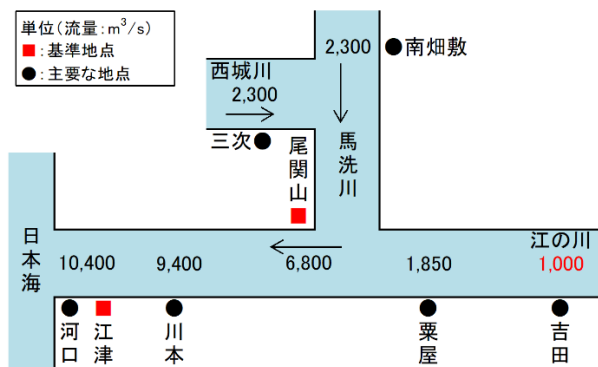 単位(流量:m³/s)
■:基準地点
●:主要な地点
2,300
●南畑敷
西城川
2,300
三次●
尾関山
馬洗川
日本海
江の川
10,400
9,400
6,800
1,850
1,000
河口
江津
川本
粟屋
吉田